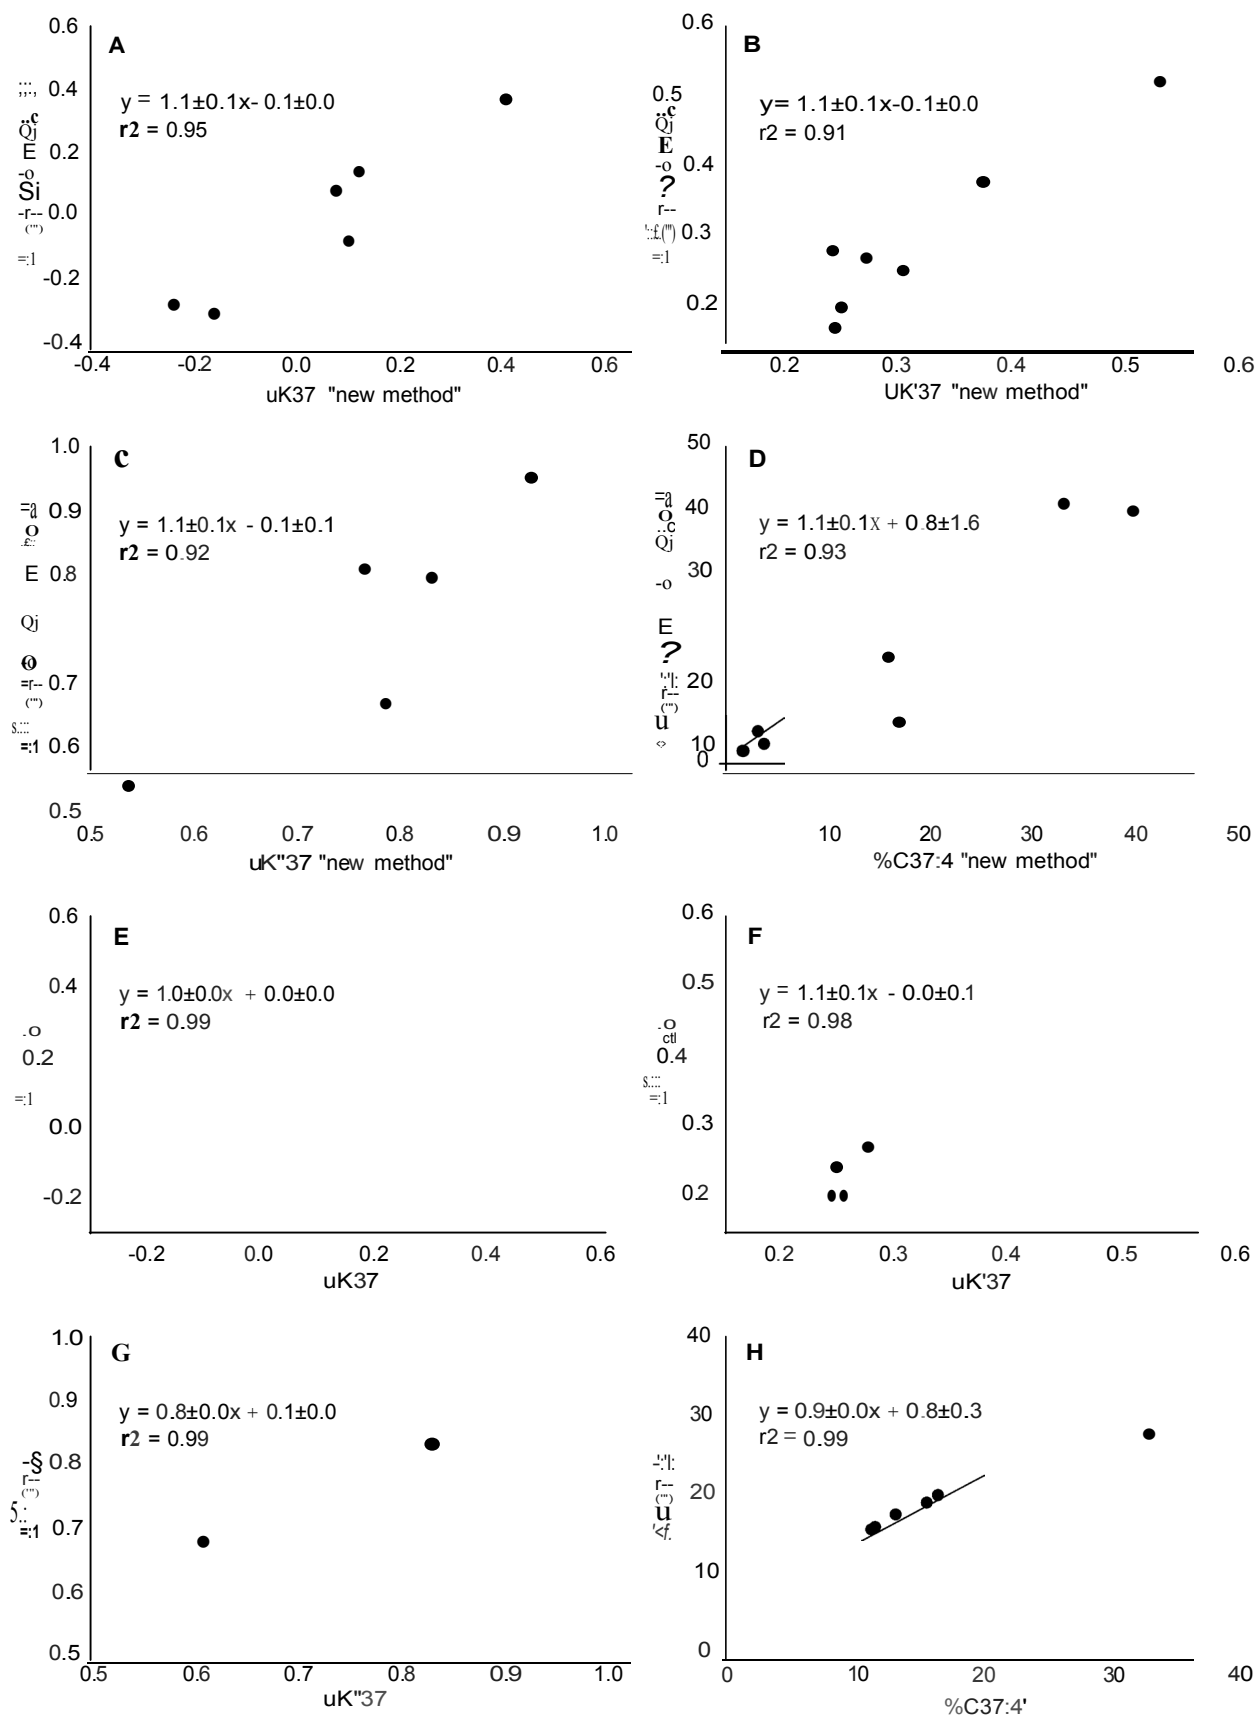 A
0.6
0.4
0.2
0.0
-0.2
-0.4
y = 1.1±0.1x- 0.1±0.0
r2 = 0.95
-0.4 -0.2 0.0 0.2 0.4 0.6
uK37 "new method"
B
0.6
0.5
0.4
0.3
0.2
y= 1.1±0.1x-0.1±0.0
r2 = 0.91
0.2 0.3 0.4 0.5 0.6
UK'37 "new method"
c
1.0
0.9
0.8
0.7
0.6
0.5
y = 1.1±0.1x - 0.1±0.1
r2 = 0.92
0.5 0.6 0.7 0.8 0.9 1.0
uK"37 "new method"
D
50
40
30
20
10
0
y = 1.1±0.1X + 0.8±1.6
r2 = 0.93
10 20 30 40 50
%C37:4 "new method"
E
0.6
0.4
0.2
0.0
-0.2
y = 1.0±0.0x + 0.0±0.0
r2 = 0.99
-0.2 0.0 0.2 0.4 0.6
uK37
F
0.6
0.5
0.4
0.3
0.2
y = 1.1±0.1x - 0.0±0.1
r2 = 0.98
0.2 0.3 0.4 0.5 0.6
uK'37
G
1.0
0.9
0.8
0.7
0.6
0.5
y = 0.8±0.0x + 0.1±0.0
r2 = 0.99
0.5 0.6 0.7 0.8 0.9 1.0
uK"37
H
40
30
20
10
0
y = 0.9±0.0x + 0.8±0.3
r2 = 0.99
0 10 20 30 40
%C37:4'